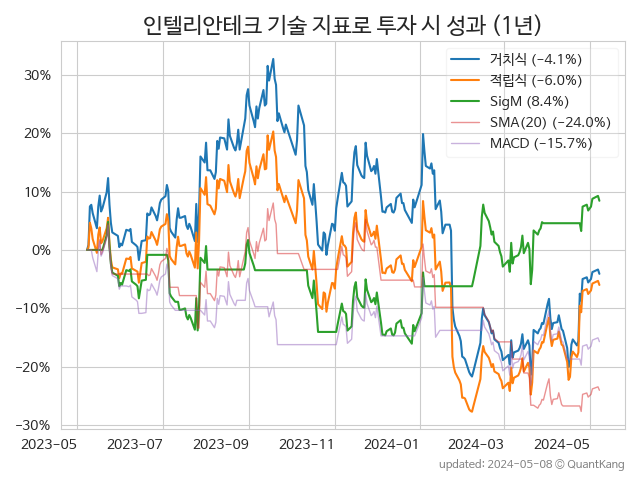 인텔리안테크 기술 지표로 투자 시 성과 (1년)
거치식 (−4.1%)
적립식 (−6.0%)
SigM (8.4%)
SMA(20) (−24.0%)
MACD (−15.7%)
30%
20%
10%
0%
−10%
−20%
−30%
2023-05 2023-07 2023-09 2023-11 2024-01 2024-03 2024-05
updated: 2024-05-08 ⓒ QuantKang